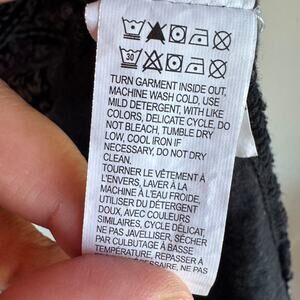 30
TURN GARMENT INSIDE OUT,
MACHINE WASH COLD, USE
MILD DETERGENT, WITH LIKE
COLORS, DELICATE CYCLE, DO
NOT BLEACH, TUMBLE DRY
LOW, COOL IRON IF
NECESSARY, DO NOT DRY
CLEAN.
TOURNER LE VÊTEMENT À
L'ENVERS, LAVER À LA
MACHINE À L'EAU FROIDE,
UTILISER DU DÉTERGENT
DOUX, AVEC COULEURS
SIMILAIRES, CYCLE DÉLICAT,
NE PAS JAVELLISER, SÉCHER
PAR CULBUTAGE À BASSE
TEMPÉRATURE, REPASSER À
NÉCESSAIRE, NE PAS